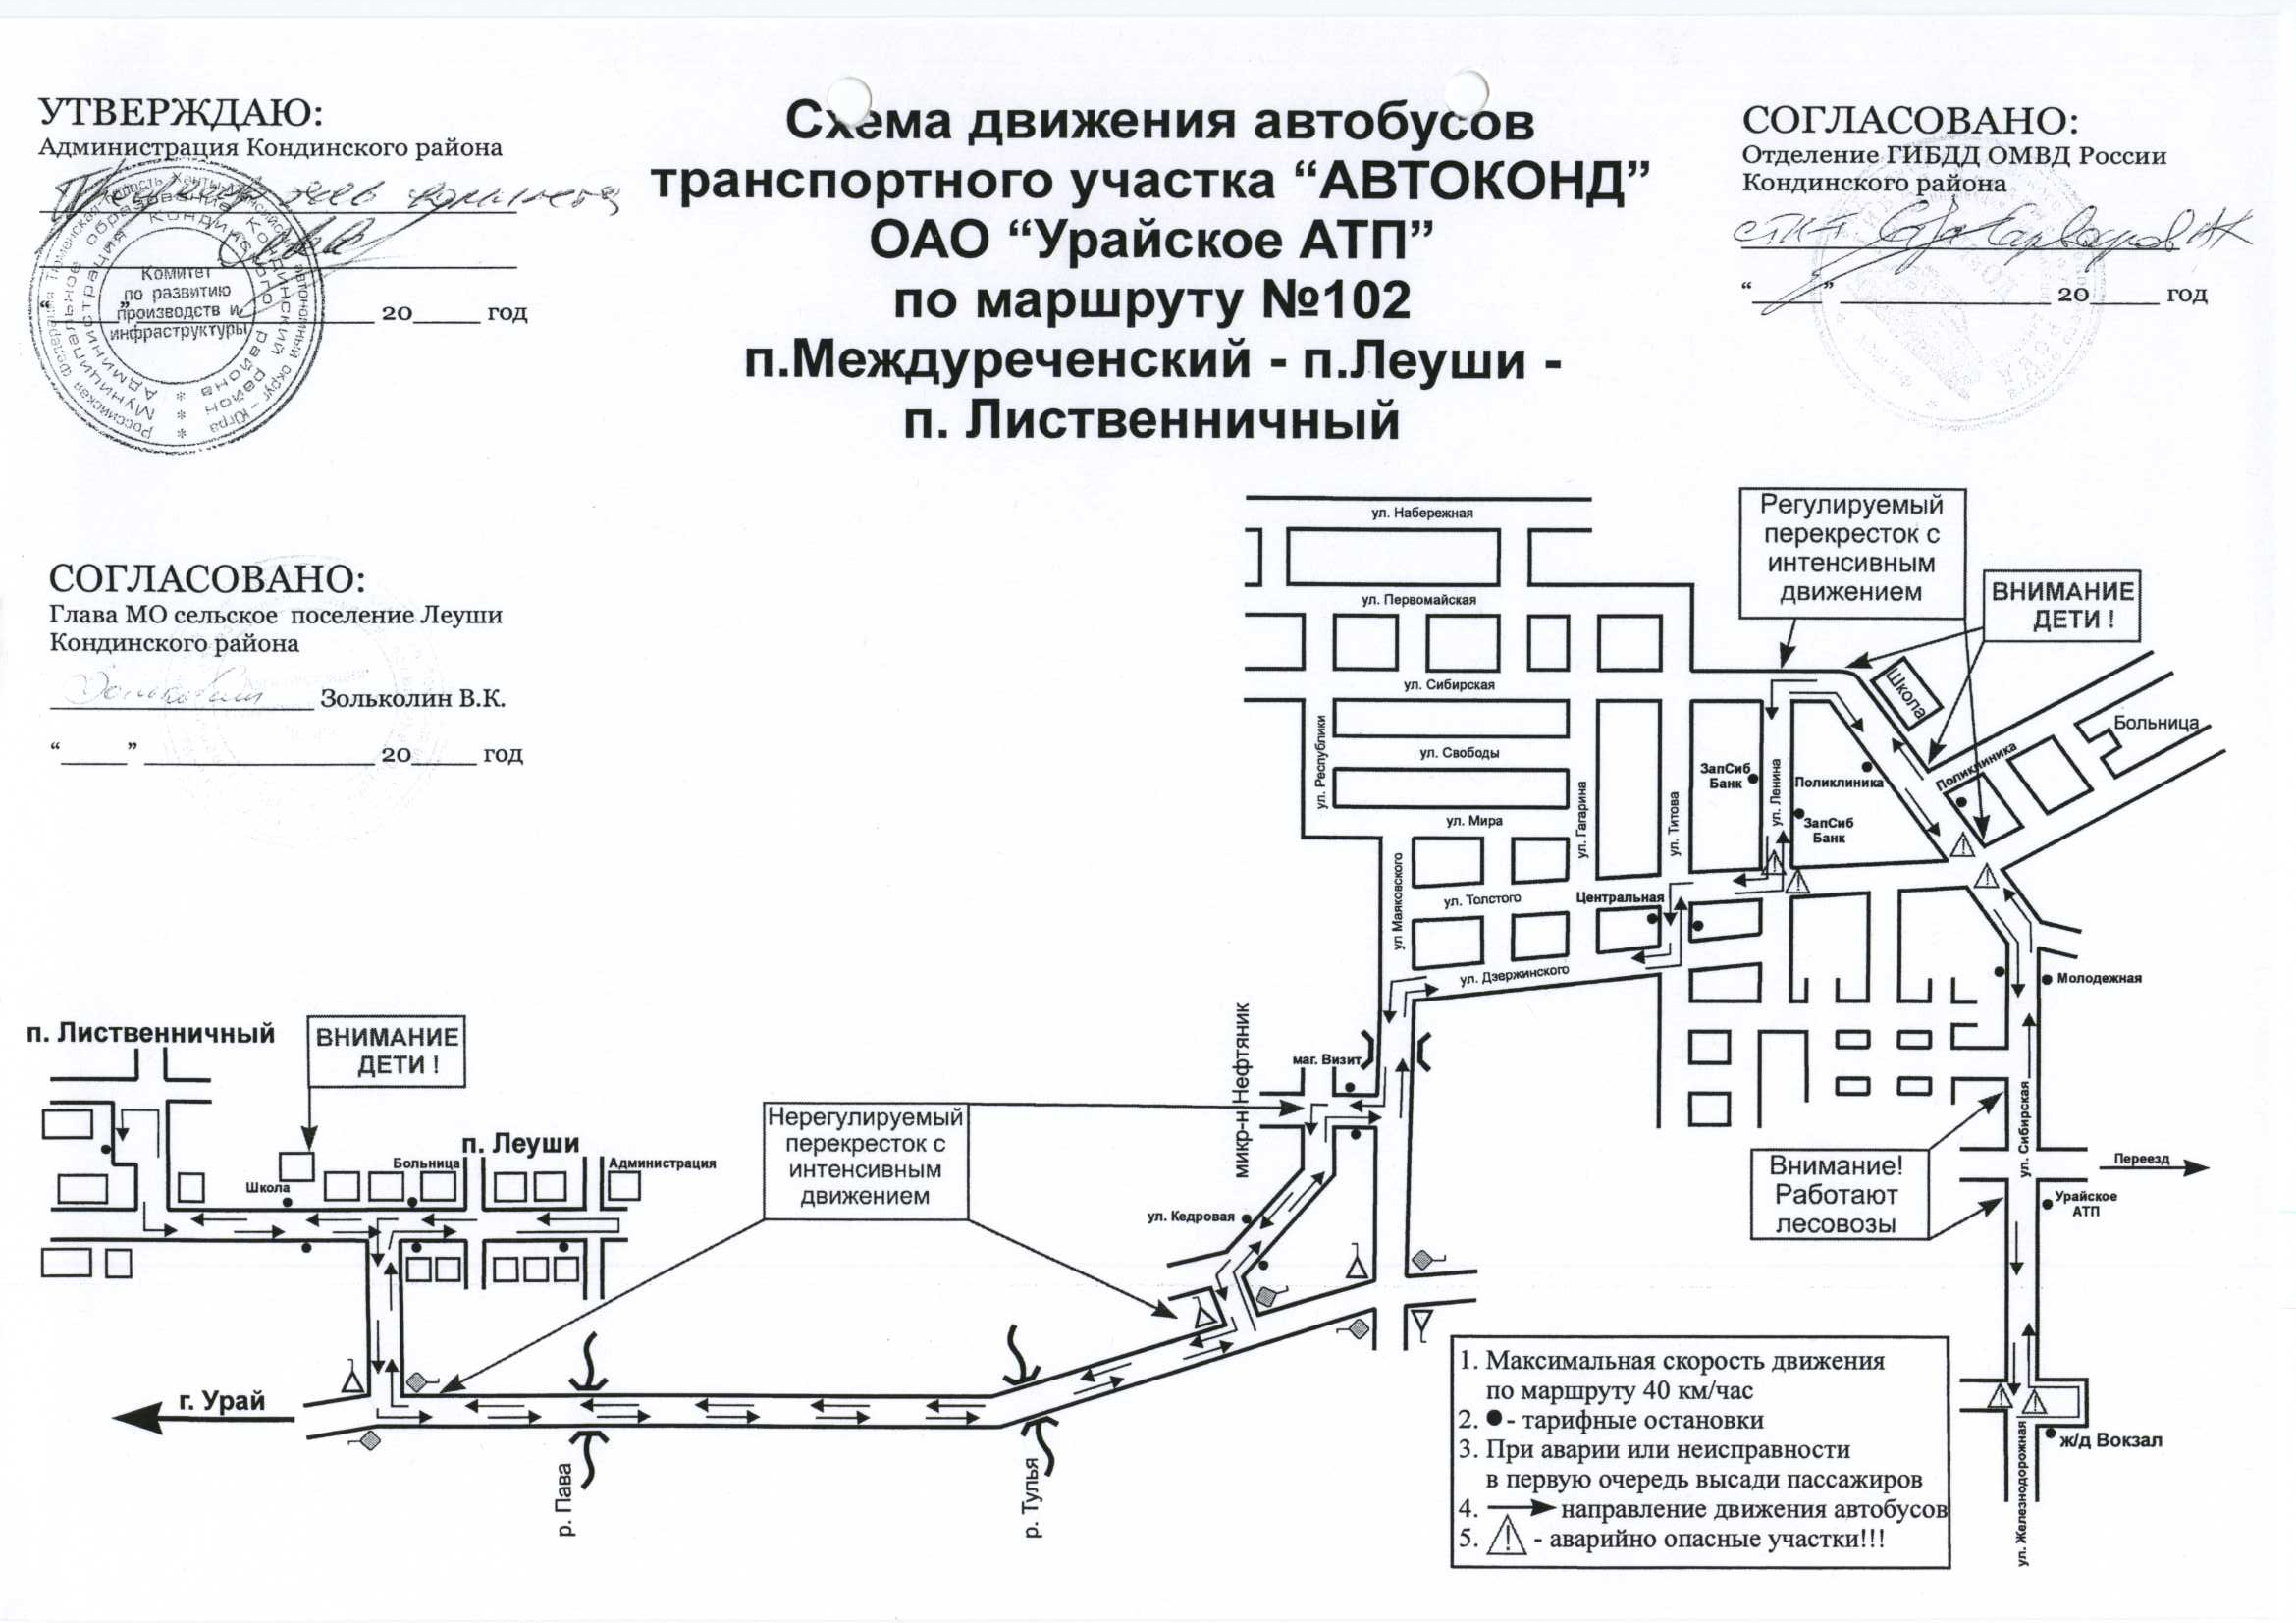 УТВЕРЖДАЮ:
Администрация Кондинского района
“ ” 20 год
Комитет
по развитию
производств и
инфраструктуры
Схема движения автобусов
транспортного участка “АВТОКОНД”
ОАО “Урайское АТП”
по маршруту №102
п.Междуреченский - п.Леуши -
п. Лиственничный
СОГЛАСОВАНО:
Отделение ГИБДД ОМВД России
Кондинского района
“ ” 20 год
СОГЛАСОВАНО:
Глава МО сельское поселение Леуши
Кондинского района
Зольколин В.К.
“ ” 20 год
ул. Набережная
ул. Первомайская
ул. Сибирская
ул. Свободы
ул. Мира
ул. Толстого
ул. Дзержинского
ул. Республики
ул Маяковского
ул. Гагарина
ул. Титова
ул. Ленина
Регулируемый
перекресток с
интенсивным
движением
ВНИМАНИЕ
ДЕТИ !
Школа
Больница
Поликлиника
ЗапСиб
Банк
Поликлиника
ЗапСиб
Банк
Центральная
Молодежная
ул. Сибирская
Внимание!
Работают
лесовозы
Переезд
Урайское
АТП
ж/д Вокзал
ул. Железнодорожная
микр-н Нефтяник
маг. Визит
ул. Кедровая
Нерегулируемый
перекресток с
интенсивным
движением
п. Лиственничный
ВНИМАНИЕ
ДЕТИ !
п. Леуши
Школа
Больница
Администрация
г. Урай
р. Пава
р. Тулья
1. Максимальная скорость движения
по маршруту 40 км/час
2. - тарифные остановки
3. При аварии или неисправности
в первую очередь высади пассажиров
4. направление движения автобусов
5. - аварийно опасные участки!!!